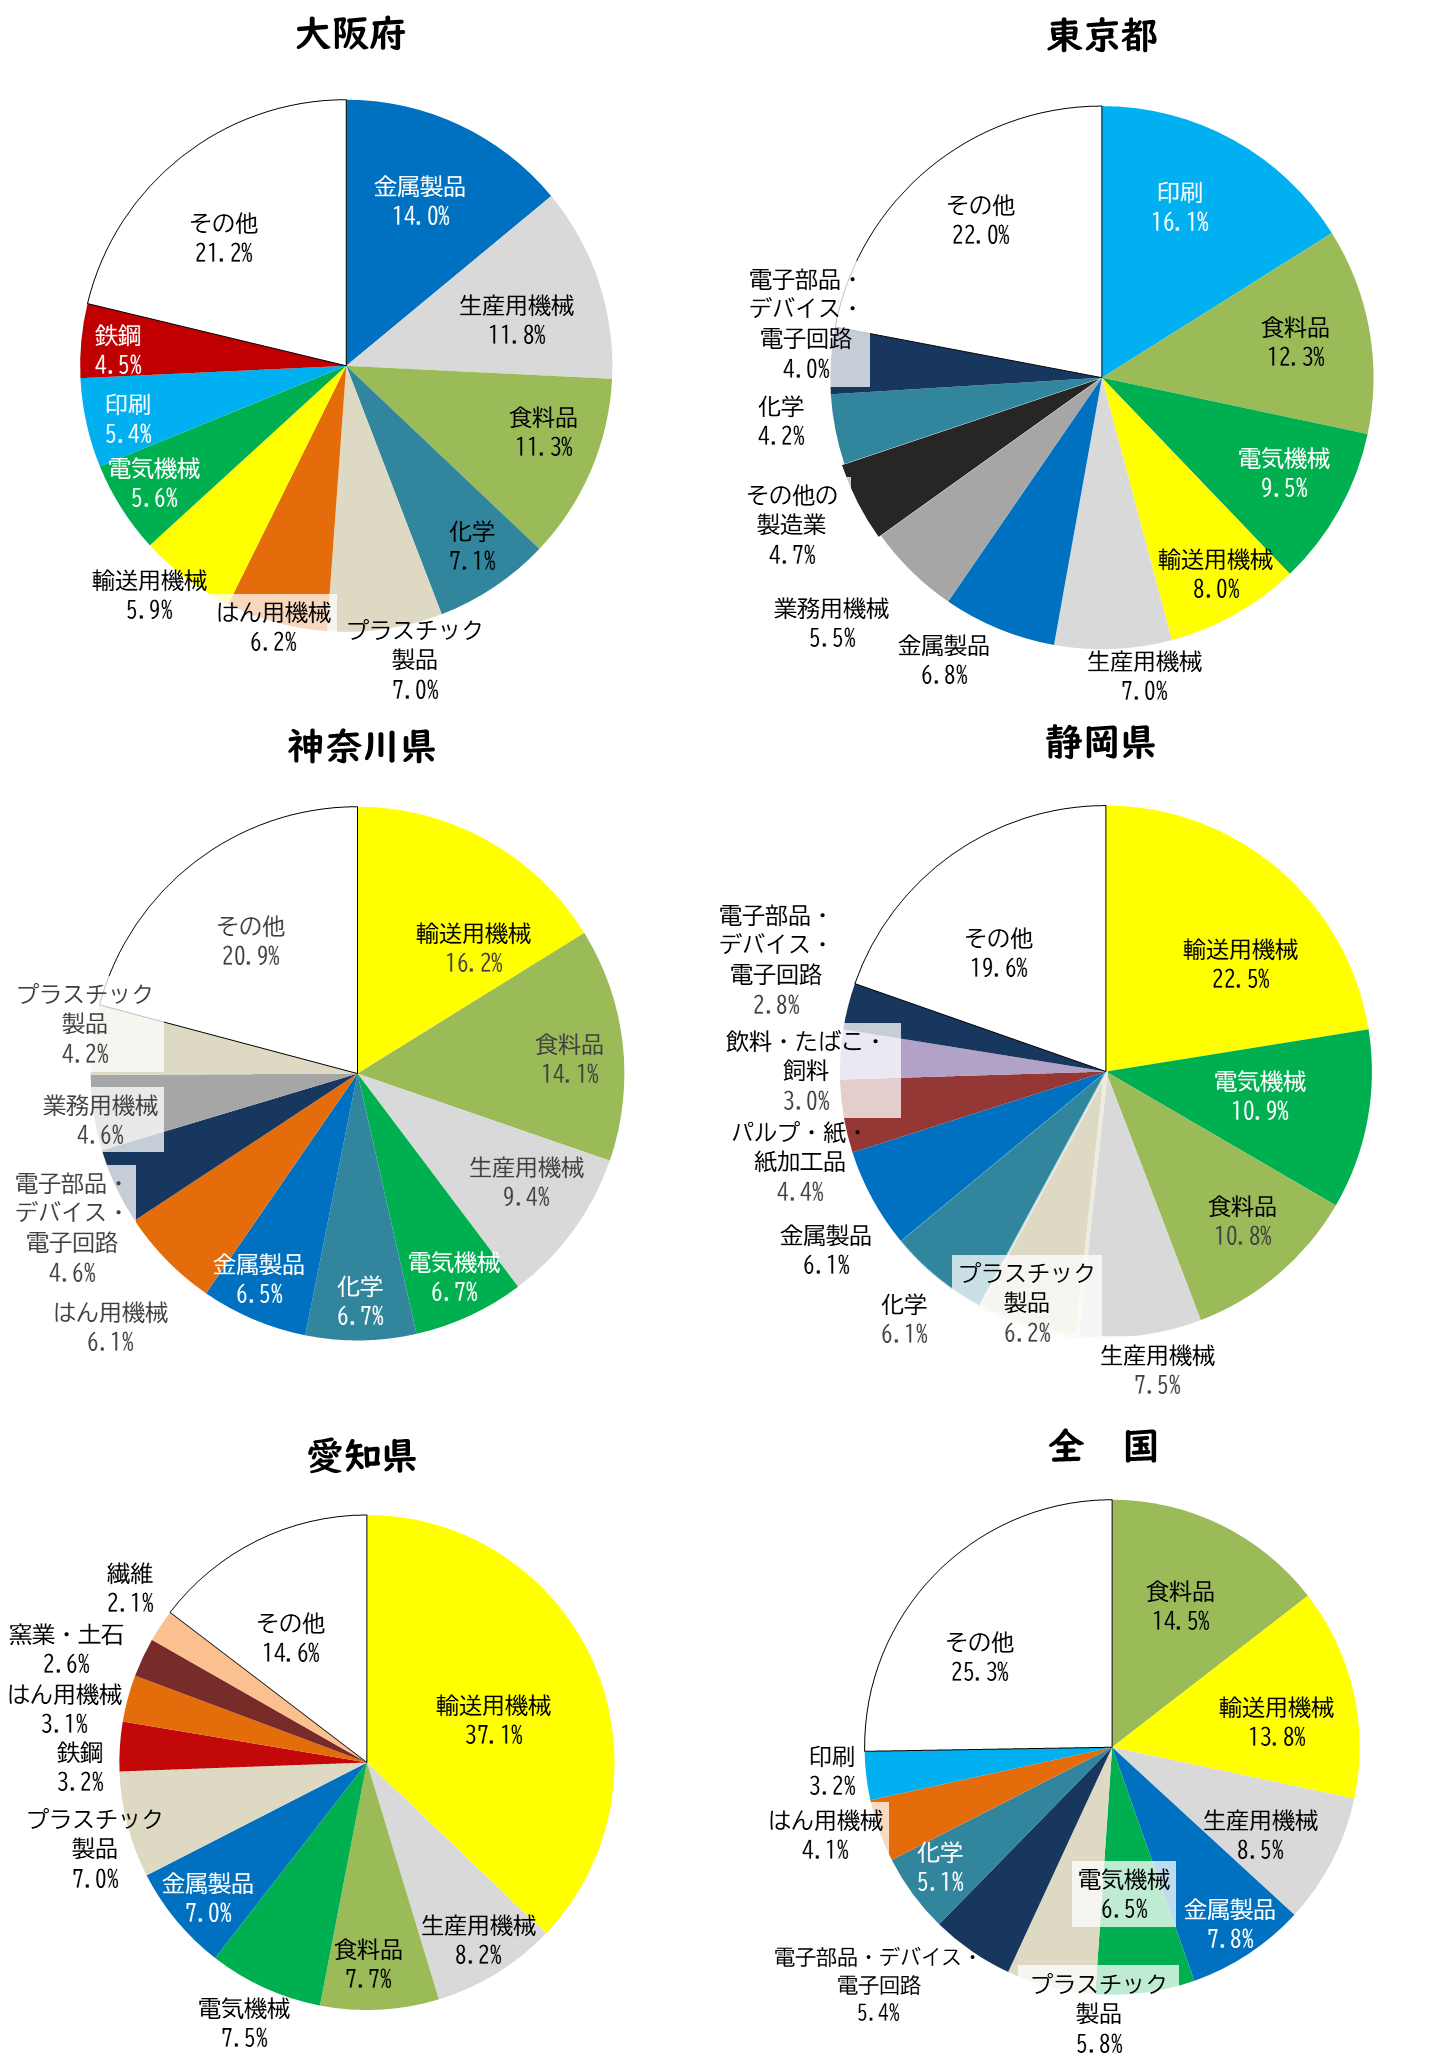 大阪府
金属製品
14.0%
生産用機械
11.8%
食料品
11.3%
化学
7.1%
プラスチック
製品
7.0%
はん用機械
6.2%
輸送用機械
5.9%
電気機械
5.6%
印刷
5.4%
鉄鋼
4.5%
その他
21.2%
東京都
印刷
16.1%
食料品
12.3%
電気機械
9.5%
輸送用機械
8.0%
生産用機械
7.0%
金属製品
6.8%
業務用機械
5.5%
その他の
製造業
4.7%
化学
4.2%
電子部品・
デバイス・
電子回路
4.0%
その他
22.0%
神奈川県
輸送用機械
16.2%
食料品
14.1%
生産用機械
9.4%
電気機械
6.7%
化学
6.7%
金属製品
6.5%
はん用機械
6.1%
電子部品・
デバイス・
電子回路
4.6%
業務用機械
4.6%
プラスチック
製品
4.2%
その他
20.9%
静岡県
輸送用機械
22.5%
電気機械
10.9%
食料品
10.8%
生産用機械
7.5%
プラスチック
製品
6.2%
化学
6.1%
金属製品
6.1%
パルプ・紙・
紙加工品
4.4%
飲料・たばこ・
飼料
3.0%
電子部品・
デバイス・
電子回路
2.8%
その他
19.6%
愛知県
輸送用機械
37.1%
生産用機械
8.2%
食料品
7.7%
電気機械
7.5%
金属製品
7.0%
プラスチック
製品
7.0%
鉄鋼
3.2%
はん用機械
3.1%
窯業・土石
2.6%
繊維
2.1%
その他
14.6%
全　国
食料品
14.5%
輸送用機械
13.8%
生産用機械
8.5%
金属製品
7.8%
電気機械
6.5%
プラスチック
製品
5.8%
電子部品・デバイス・
電子回路
5.4%
化学
5.1%
はん用機械
4.1%
印刷
3.2%
その他
25.3%